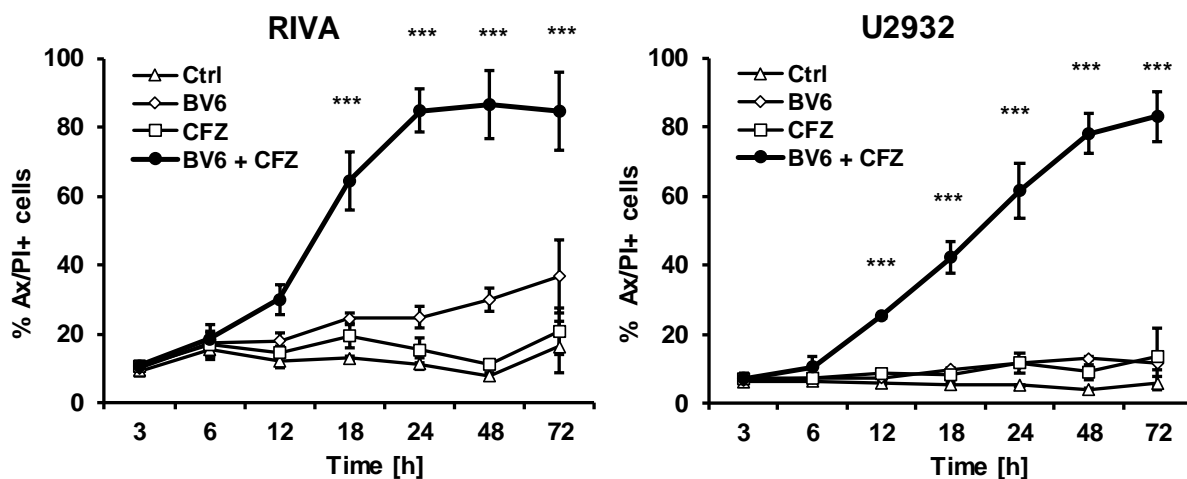 RIVA
*** *** ***
***
% Ax/PI+ cells
100
80
60
40
20
0
Ctrl
BV6
CFZ
BV6 + CFZ
3 6 12 18 24 48 72
Time [h]
U2932
*** ***
***
***
***
% Ax/PI+ cells
100
80
60
40
20
0
Ctrl
BV6
CFZ
BV6 + CFZ
3 6 12 18 24 48 72
Time [h]